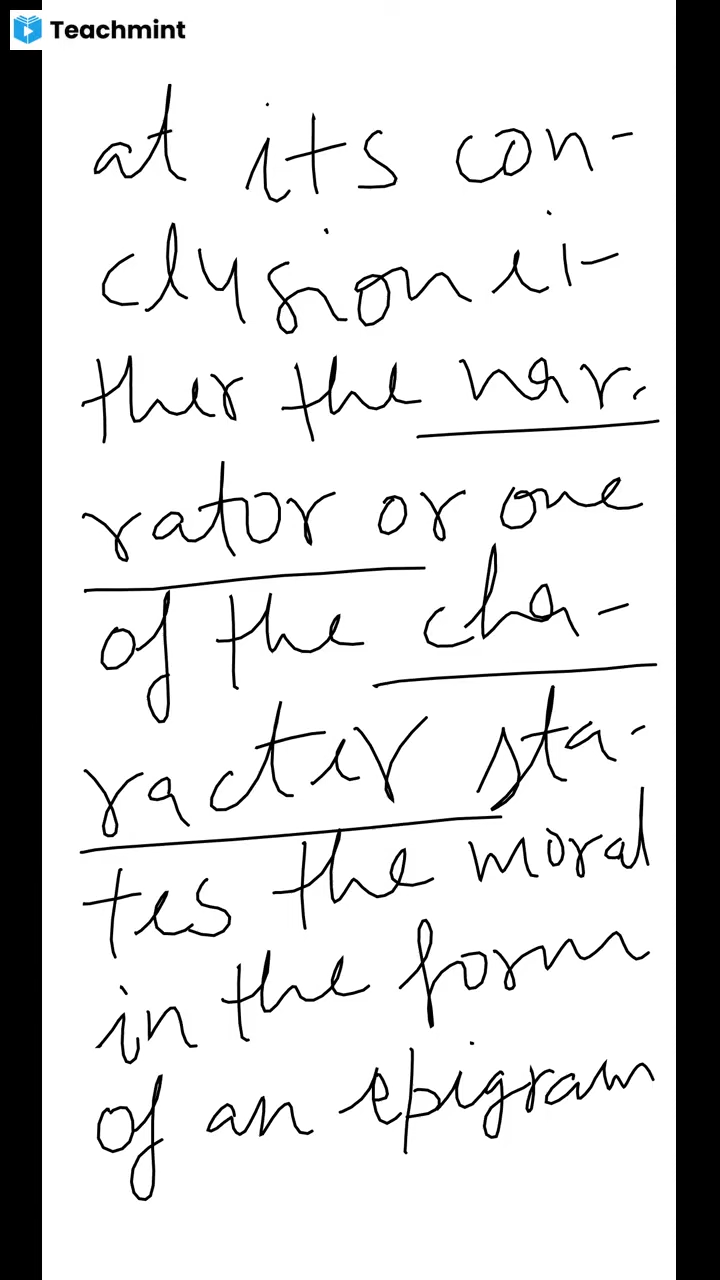 Teachmint
at its con-
clusion ei-
ther the nar-
rator or one
of the cha-
racter sta-
tes the moral
in the form
of an epigram